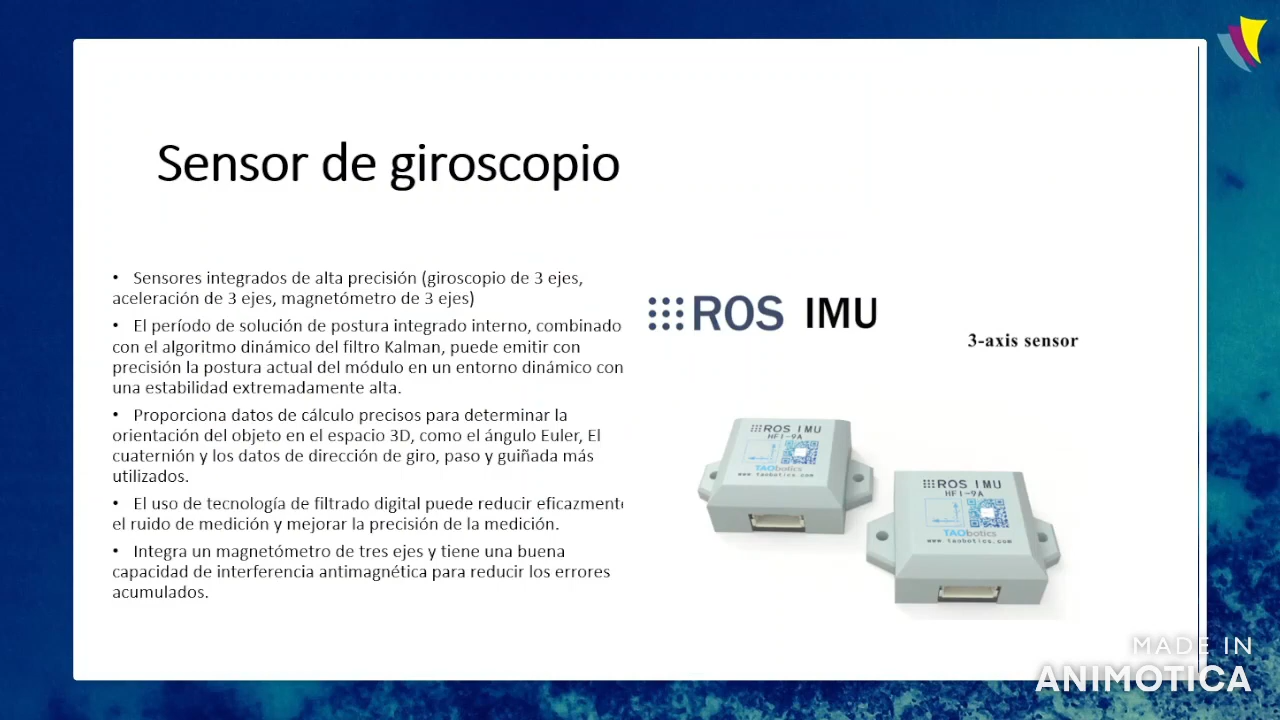 Sensor de giroscopio
• Sensores integrados de alta precisión (giroscopio de 3 ejes,
aceleración de 3 ejes, magnetómetro de 3 ejes)
• El período de solución de postura integrado interno, combinado
con el algoritmo dinámico del filtro Kalman, puede emitir con
precisión la postura actual del módulo en un entorno dinámico con
una estabilidad extremadamente alta.
• Proporciona datos de cálculo precisos para determinar la
orientación del objeto en el espacio 3D, como el ángulo Euler, El
cuaternión y los datos de dirección de giro, paso y guiñada más
utilizados.
• El uso de tecnología de filtrado digital puede reducir eficazmente
el ruido de medición y mejorar la precisión de la medición.
• Integra un magnetómetro de tres ejes y tiene una buena
capacidad de interferencia antimagnética para reducir los errores
acumulados.
ROS IMU
3-axis sensor
ROS IMU
HFI-9A
TAObotics
www.taobotics.com
ROS IMU
HFI-9A
TAObotics
www.taobotics.com
MADE IN
ANIMOTICA